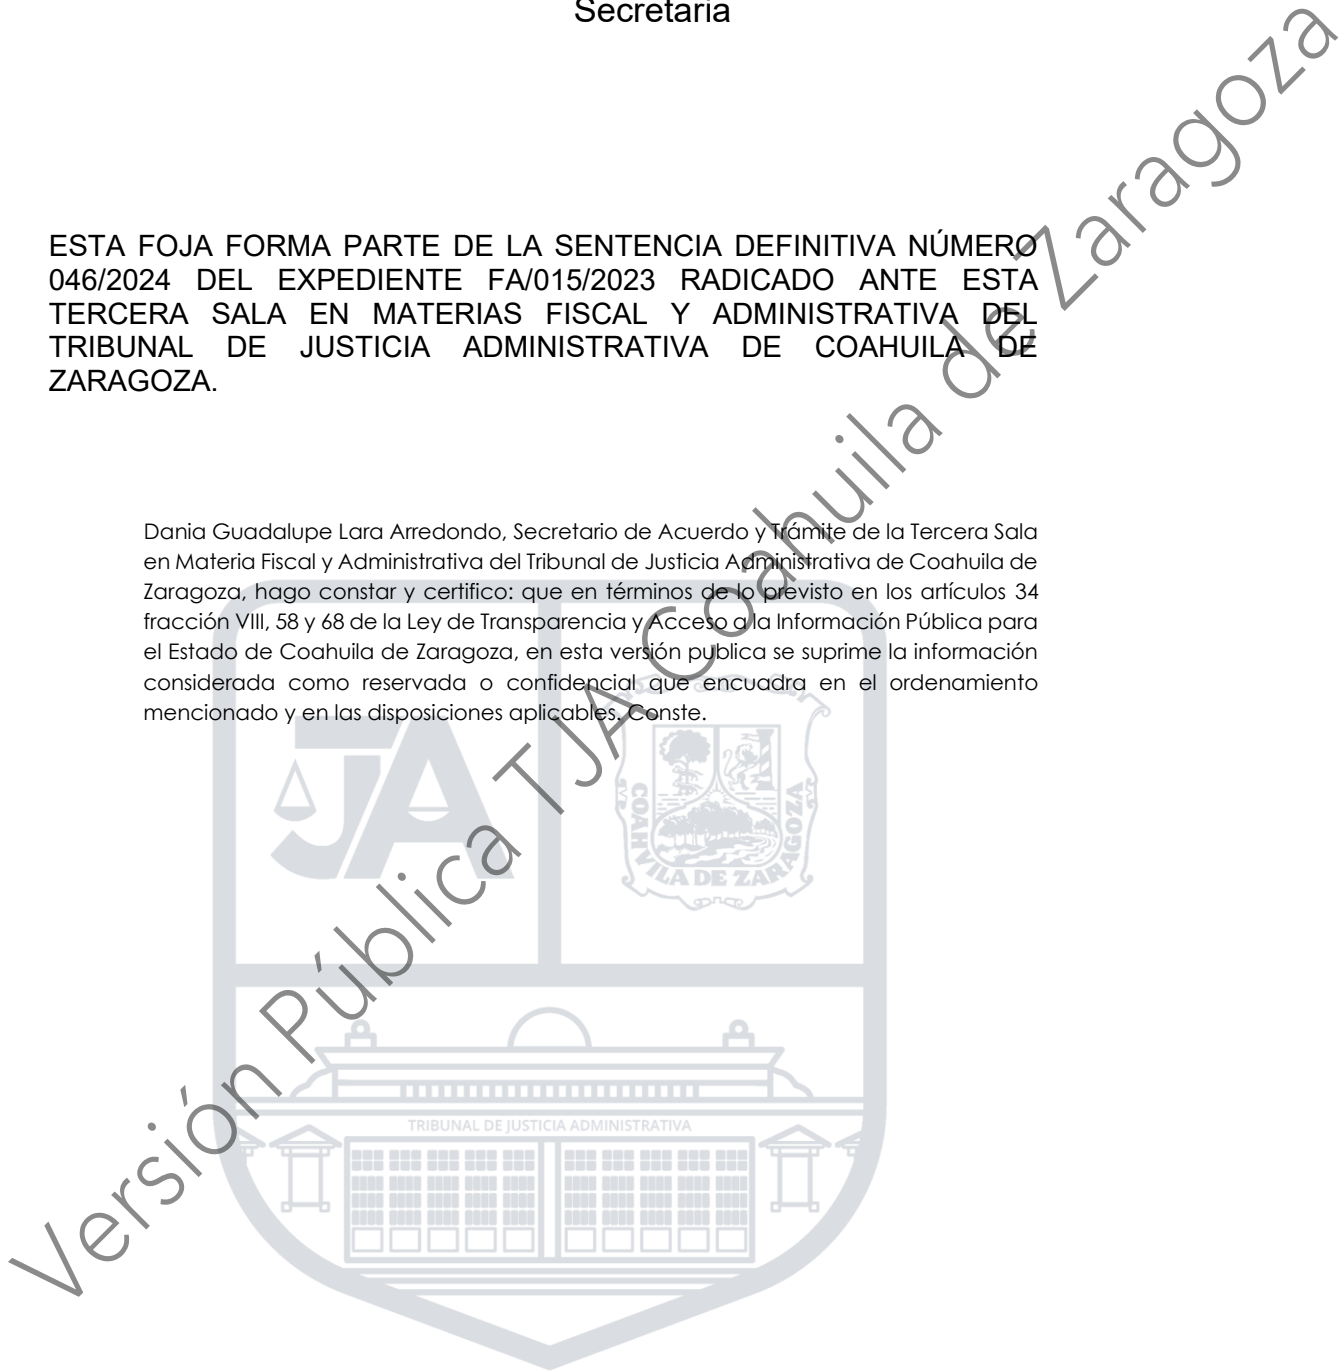 Secretaria
ESTA FOJA FORMA PARTE DE LA SENTENCIA DEFINITIVA NÚMERO
046/2024 DEL EXPEDIENTE FA/015/2023 RADICADO ANTE ESTA
TERCERA SALA EN MATERIAS FISCAL Y ADMINISTRATIVA DEL
TRIBUNAL DE JUSTICIA ADMINISTRATIVA DE COAHUILA DE
ZARAGOZA.
Dania Guadalupe Lara Arredondo, Secretario de Acuerdo y Trámite de la Tercera Sala
en Materia Fiscal y Administrativa del Tribunal de Justicia Administrativa de Coahuila de
Zaragoza, hago constar y certifico: que en términos de lo previsto en los artículos 34
fracción VIII, 58 y 68 de la Ley de Transparencia y Acceso a la Información Pública para
el Estado de Coahuila de Zaragoza, en esta versión publica se suprime la información
considerada como reservada o confidencial que encuadra en el ordenamiento
mencionado y en las disposiciones aplicables. Conste.
Versión Pública TJA Coahuila de Zaragoza
JA
COAHVILA DE ZARAGOZA
TRIBUNAL DE JUSTICIA ADMINISTRATIVA